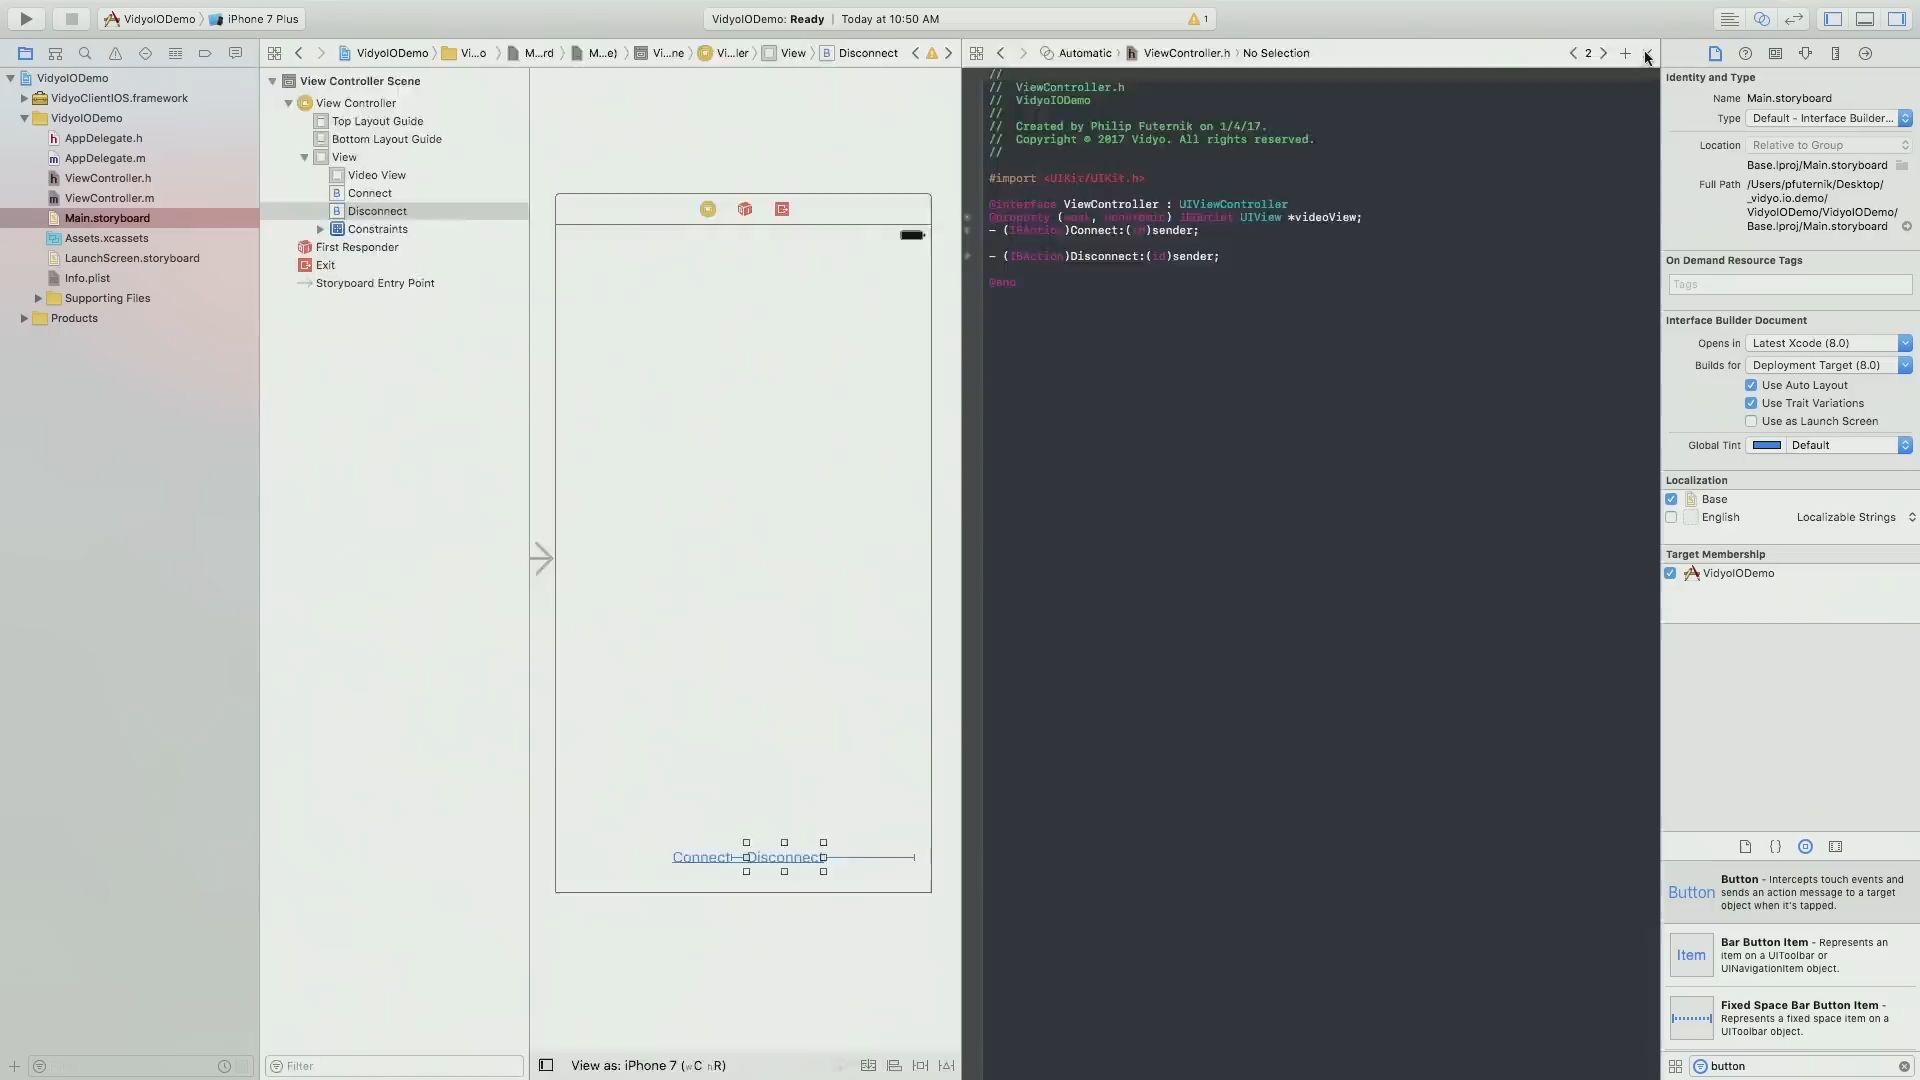 VidyoIODemo
iPhone 7 Plus
VidyoIODemo: Ready | Today at 10:50 AM
1
VidyoIODemo
Vi...o
M...rd
M...e)
Vi...ne
Vi...ler
View
B Disconnect
Automatic
ViewController.h
No Selection
2
VidyoIODemo
VidyoClientIOS.framework
VidyoIODemo
h AppDelegate.h
m AppDelegate.m
h ViewController.h
m ViewController.m
Main.storyboard
Assets.xcassets
LaunchScreen.storyboard
Info.plist
Supporting Files
Products
View Controller Scene
View Controller
Top Layout Guide
Bottom Layout Guide
View
Video View
B Connect
B Disconnect
Constraints
First Responder
Exit
Storyboard Entry Point
Filter
Connect
Disconnect
View as: iPhone 7 (wC hR)
//
// ViewController.h
// VidyoIODemo
//
// Created by Philip Futernik on 1/4/17.
// Copyright © 2017 Vidyo. All rights reserved.
//
#import <UIKit/UIKit.h>
@interface ViewController : UIViewController
@property (weak, nonatomic) IBOutlet UIView *videoView;
- (IBAction)Connect:(id)sender;
- (IBAction)Disconnect:(id)sender;
@end
Identity and Type
Name Main.storyboard
Type Default - Interface Builder...
Location Relative to Group
Base.lproj/Main.storyboard
Full Path /Users/pfuternik/Desktop/
_vidyo.io.demo/
VidyoIODemo/VidyoIODemo/
Base.lproj/Main.storyboard
On Demand Resource Tags
Tags
Interface Builder Document
Opens in Latest Xcode (8.0)
Builds for Deployment Target (8.0)
Use Auto Layout
Use Trait Variations
Use as Launch Screen
Global Tint Default
Localization
Base
English Localizable Strings
Target Membership
VidyoIODemo
{}
Button
Button - Intercepts touch events and
sends an action message to a target
object when it's tapped.
Item
Bar Button Item - Represents an
item on a UIToolbar or
UINavigationItem object.
Fixed Space Bar Button Item -
Represents a fixed space item on a
UIToolbar object.
button